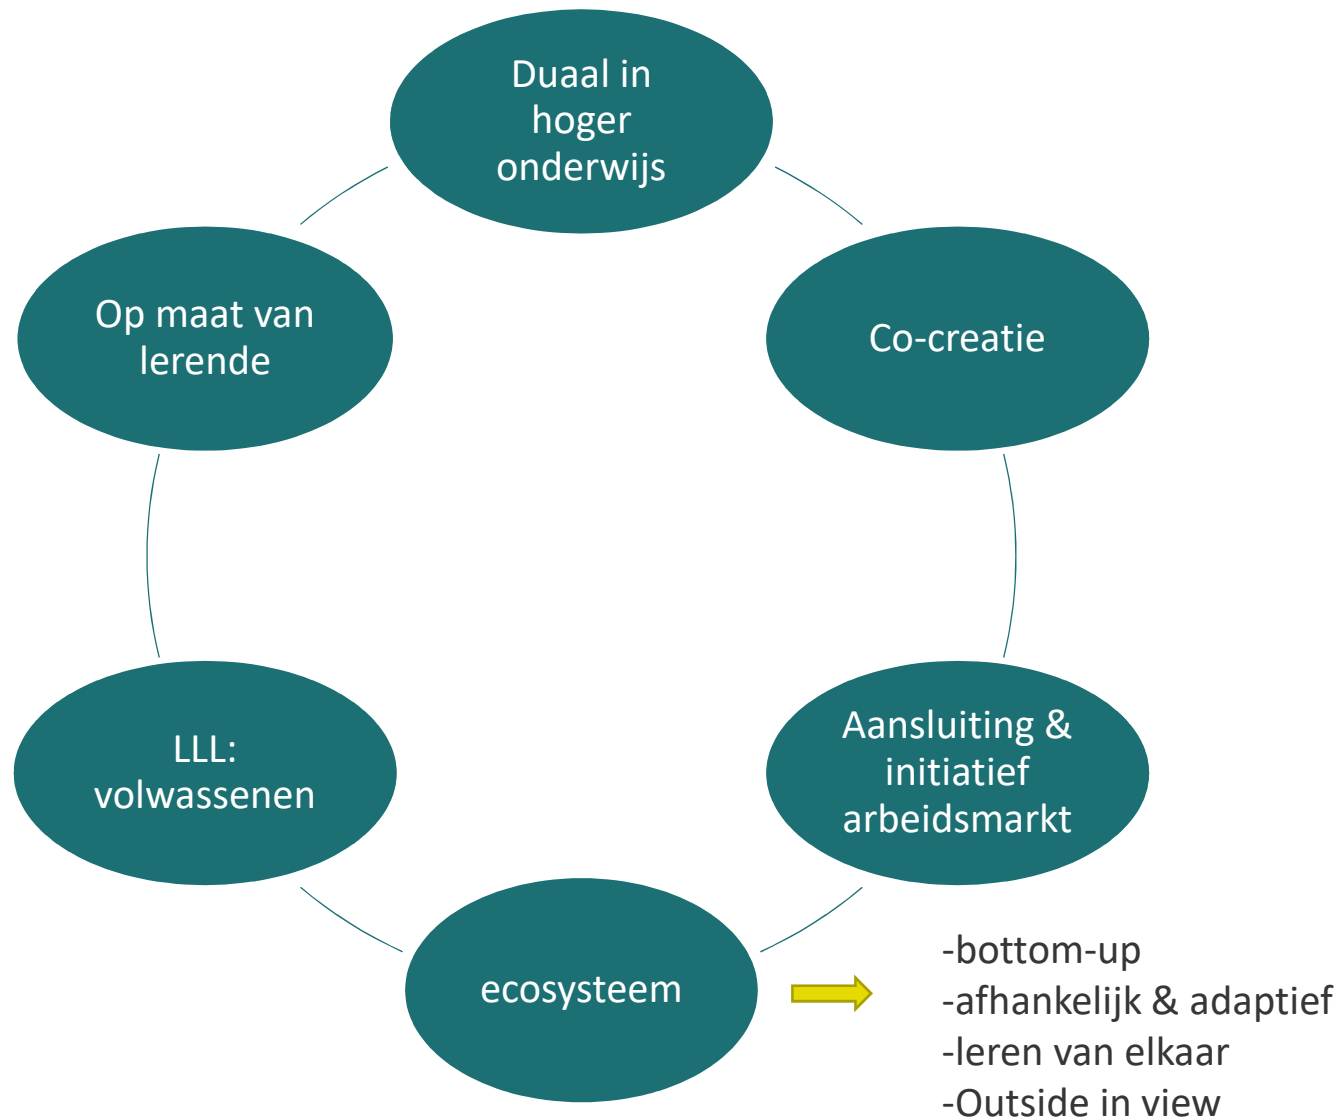 Duaal in
hoger
onderwijs
Op maat van
lerende
Co-creatie
LLL:
volwassenen
Aansluiting &
initiatief
arbeidsmarkt
ecosysteem
-bottom-up
-afhankelijk & adaptief
-leren van elkaar
-Outside in view